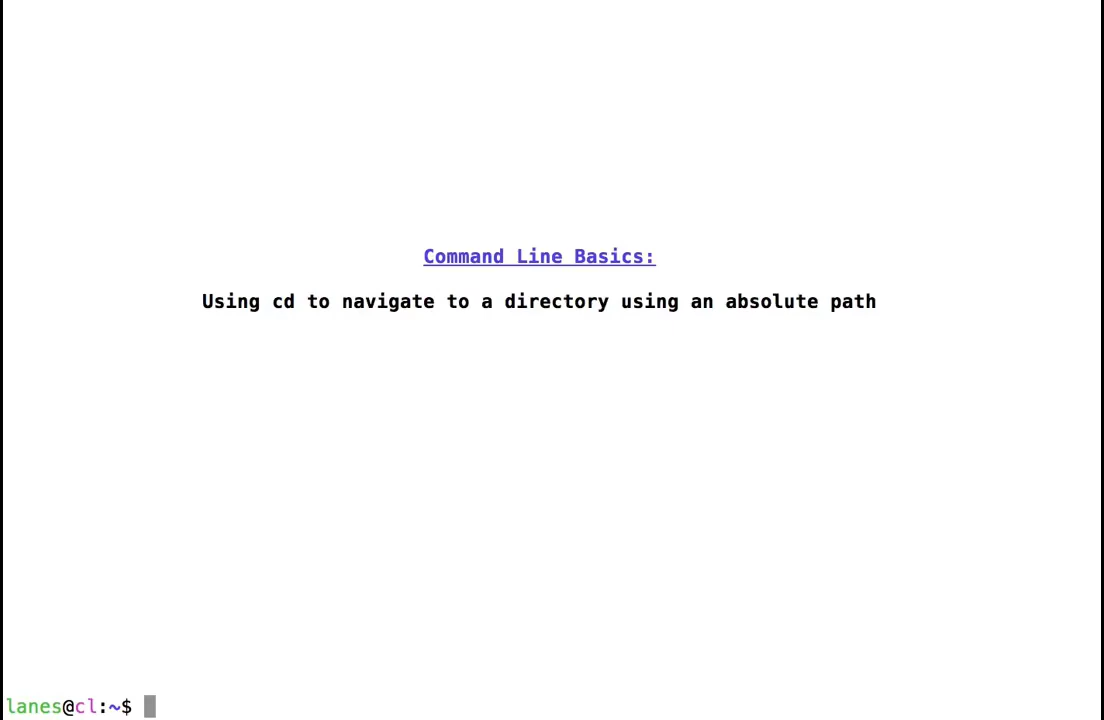 Command Line Basics:
Using cd to navigate to a directory using an absolute path
lanes@cl:~$